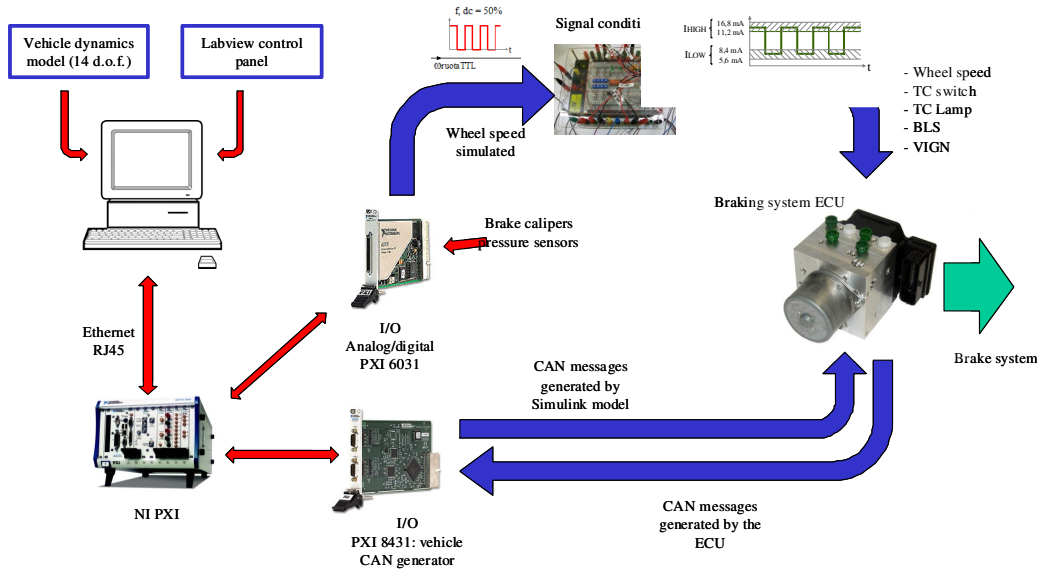 Vehicle dynamics
model (14 d.o.f.)
Labview control
panel
f, dc = 50%
t
ωruotaTTL
Signal conditi
IHIGH
16,8 mA
11,2 mA
ILOW
8,4 mA
5,6 mA
t
- Wheel speed
- TC switch
- TC Lamp
- BLS
- VIGN
Wheel speed
simulated
Braking system ECU
Brake calipers
pressure sensors
Ethernet
RJ45
I/O
Analog/digital
PXI 6031
Brake system
CAN messages
generated by
Simulink model
NI PXI
I/O
PXI 8431: vehicle
CAN generator
CAN messages
generated by the
ECU